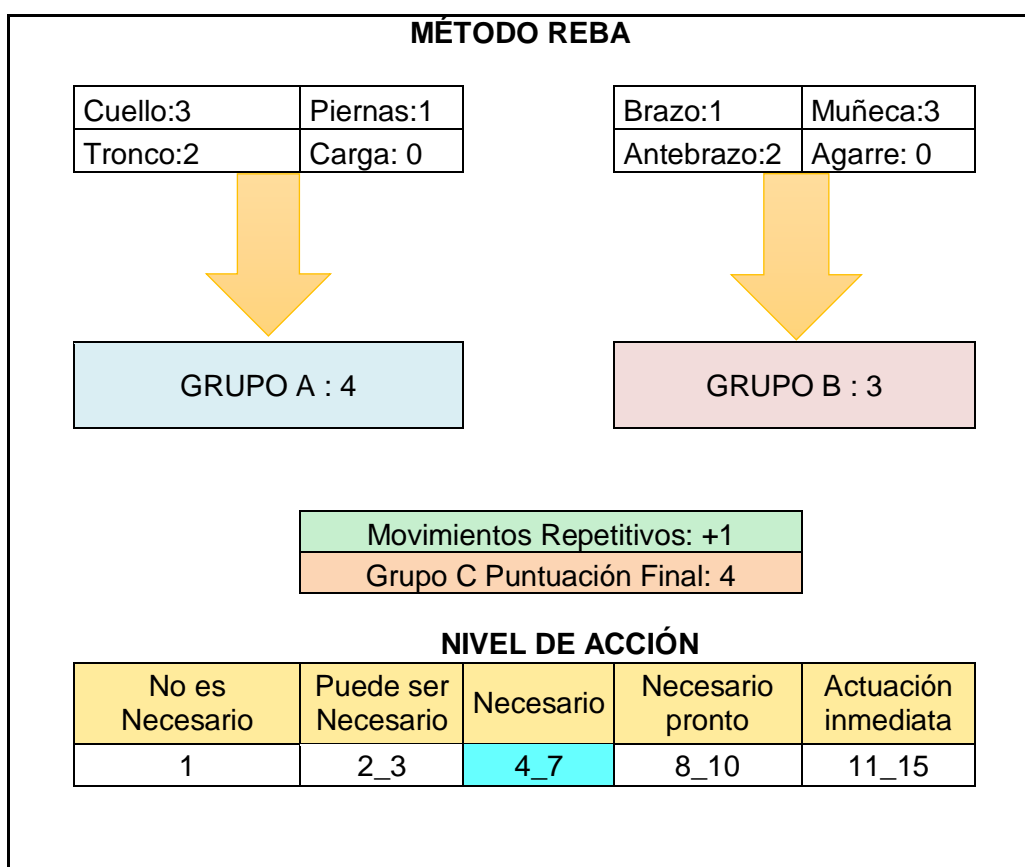 MÉTODO REBA
Cuello:3 Piernas:1
Tronco:2 Carga: 0
Brazo:1 Muñeca:3
Antebrazo:2 Agarre: 0
GRUPO A : 4
GRUPO B : 3
Movimientos Repetitivos: +1
Grupo C Puntuación Final: 4
NIVEL DE ACCIÓN
No es
Necesario
Puede ser
Necesario
Necesario
Necesario
pronto
Actuación
inmediata
1 2_3 4_7 8_10 11_15